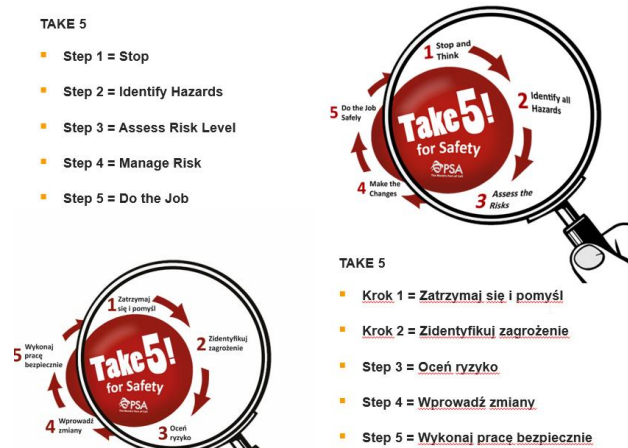 TAKE 5
Step 1 = Stop
Step 2 = Identify Hazards
Step 3 = Assess Risk Level
Step 4 = Manage Risk
Step 5 = Do the Job
1 Stop and
Think
2 Identify all
Hazards
3 Assess the
Risks
4 Make the
Changes
5 Do the Job
Safely
Take 5!
for Safety
PSA
1 Zatrzymaj
się i pomyśl
2 Zidentyfikuj
zagrożenie
3 Oceń
ryzyko
4 Wprowadź
zmiany
5 Wykonaj
pracę
bezpiecznie
Take 5!
for Safety
PSA
TAKE 5
Krok 1 = Zatrzymaj się i pomyśl
Krok 2 = Zidentyfikuj zagrożenie
Step 3 = Oceń ryzyko
Step 4 = Wprowadź zmiany
Step 5 = Wykonaj pracę bezpiecznie